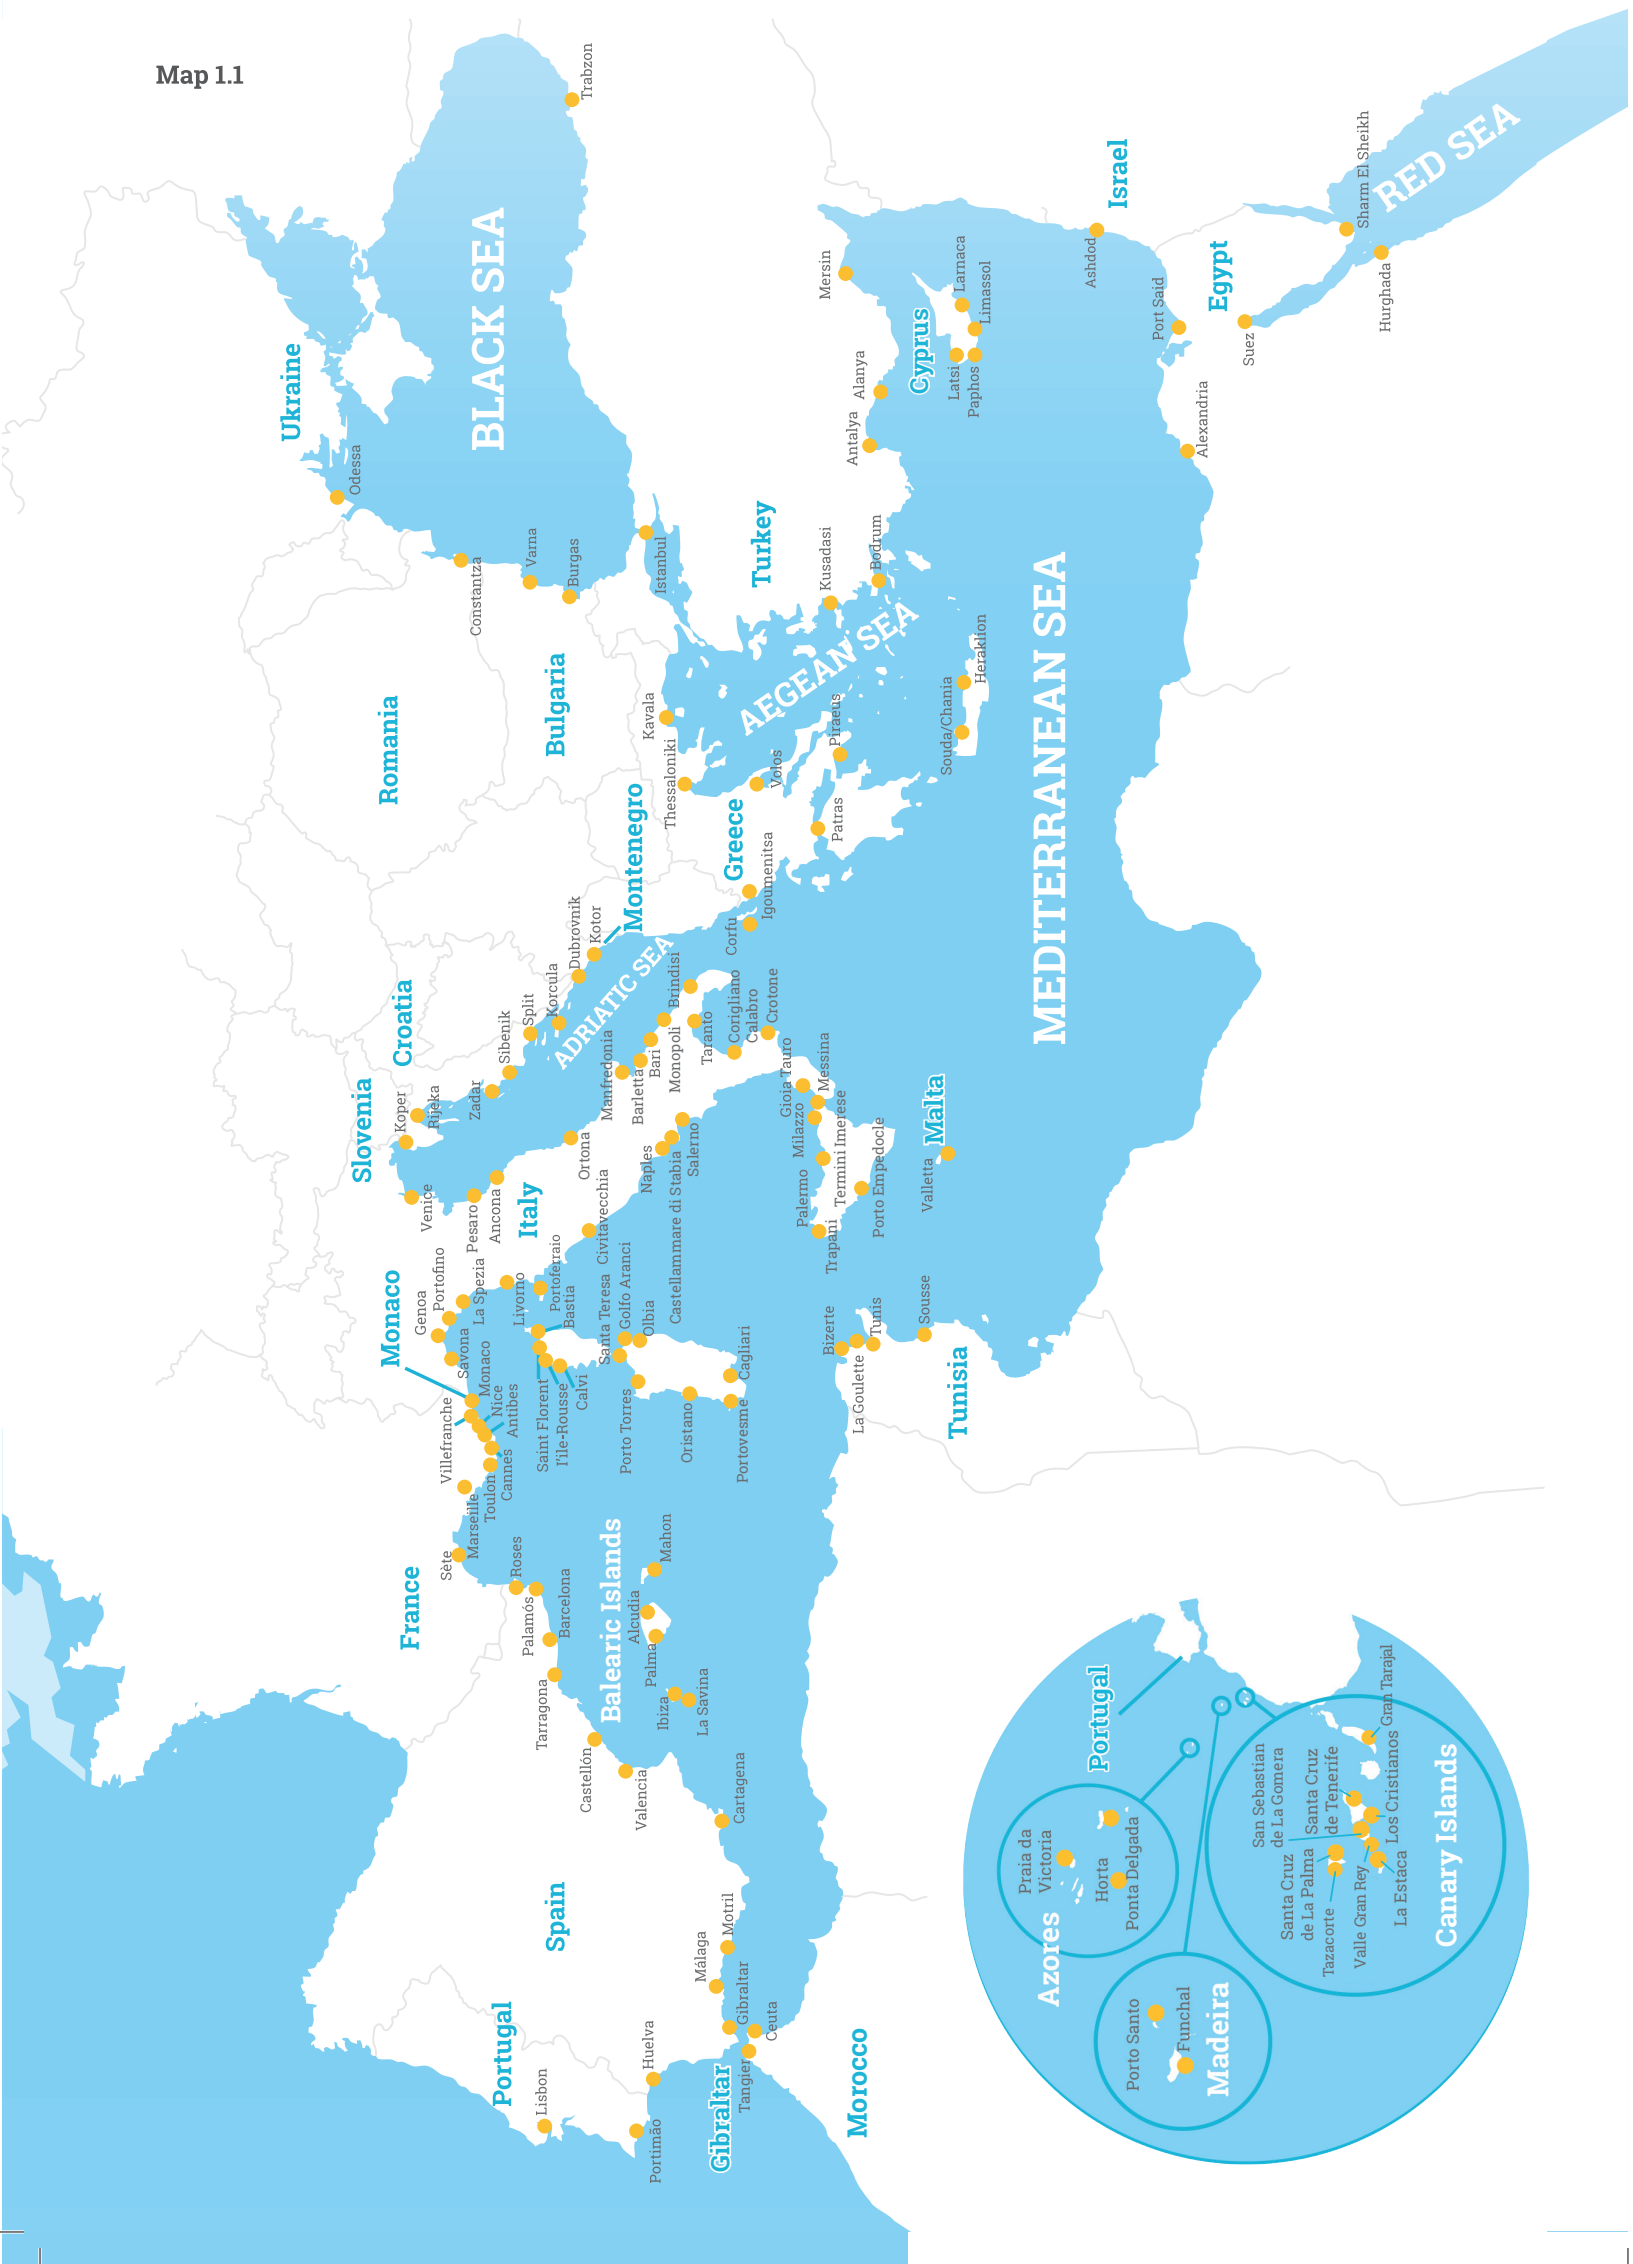 Map 1.1
Ukraine
Odessa
BLACK SEA
Trabzon
Romania
Constantza
Bulgaria
Varna
Burgas
Turkey
Istanbul
Kusadasi
Bodrum
Antalya
Alanya
Mersin
Cyprus
Latsi
Paphos
Larnaca
Limassol
Israel
Ashdod
Egypt
Port Said
Alexandria
Suez
Hurghada
Sharm El Sheikh
RED SEA
AEGEAN SEA
MEDITERRANEAN SEA
Greece
Kavala
Thessaloniki
Volos
Piraeus
Patras
Igoumenitsa
Corfu
Souda/Chania
Heraklion
Montenegro
Kotor
Croatia
Dubrovnik
Korcula
Split
Sibenik
Zadar
Rijeka
ADRIATIC SEA
Slovenia
Koper
Italy
Venice
Pesaro
Ancona
Ortona
Manfredonia
Barletta
Bari
Monopoli
Brindisi
Taranto
Corigliano
Calabro
Crotone
Gioia Tauro
Messina
Milazzo
Termini Imerese
Palermo
Porto Empedocle
Trapani
Salerno
Castellammare di Stabia
Naples
Civitavecchia
Portoferraio
Livorno
La Spezia
Portofino
Genoa
Savona
Golfo Aranci
Olbia
Santa Teresa
Porto Torres
Oristano
Cagliari
Portovesme
Malta
Valletta
Tunisia
Bizerte
La Goulette
Tunis
Sousse
Monaco
Monaco
France
Villefranche
Nice
Antibes
Cannes
Toulon
Marseille
Sète
Bastia
Saint Florent
l'ile-Rousse
Calvi
Spain
Roses
Palamós
Barcelona
Tarragona
Castellón
Valencia
Cartagena
Motril
Málaga
Balearic Islands
Mahon
Alcudia
Palma
Ibiza
La Savina
Gibraltar
Gibraltar
Ceuta
Huelva
Portugal
Lisbon
Portimão
Morocco
Tangier
Portugal
Azores
Praia da
Victoria
Horta
Ponta Delgada
Madeira
Porto Santo
Funchal
Canary Islands
San Sebastian
de La Gomera
Santa Cruz
de Tenerife
Santa Cruz
de La Palma
Tazacorte
Valle Gran Rey
La Estaca
Los Cristianos
Gran Tarajal